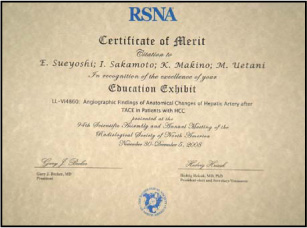 RSNA
Certificate of Merit
Citation to
E. Sueyoshi; I. Sakamoto; K. Makino; M. Uetani
In recognition of the excellence of your
Education Exhibit
LL-VI4860: Angiographic Findings of Anatomical Changes of Hepatic Artery after
TACE in Patients with HCC
presented at the
94th Scientific Assembly and Annual Meeting of the
Radiological Society of North America
November 30-December 5, 2008
President